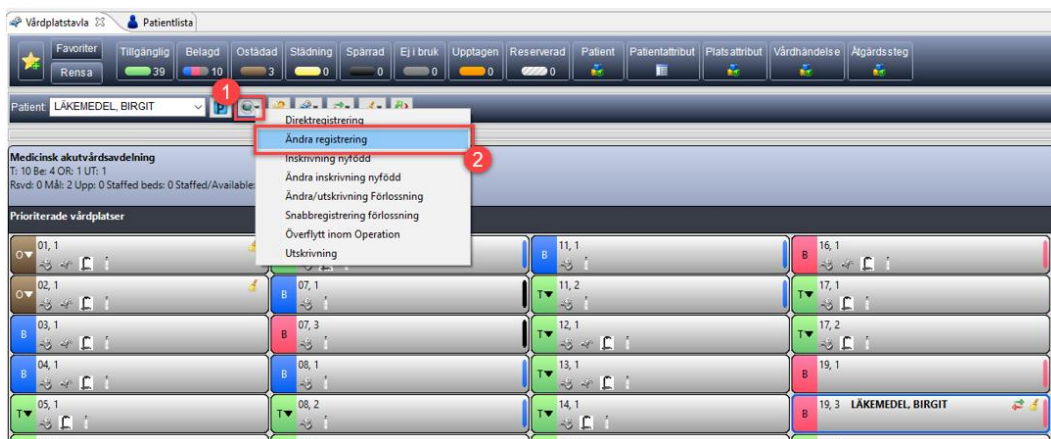 Vårdplatstavla Patientlista
Favoriter Tillgänglig Belagd Ostädad Städning Spärrad Ej i bruk Upptagen Reserverad Patient Patientattribut Platsattribut Vårdhändelse Åtgärdssteg
Rensa 39 10 3 0 0 0 0 0
1
Patient LÄKEMEDEL, BIRGIT P
Direktregistrering
Ändra registrering
2
Inskrivning nyfödd
Ändra inskrivning nyfödd
Ändra/utskrivning Förlossning
Snabbregistrering förlossning
Överflytt inom Operation
Utskrivning
Medicinsk akutvårdsavdelning
T: 10 Be: 4 OR: 1 UT: 1
Rsvd: 0 Mål: 2 Upp: 0 Staffed beds: 0 Staffed/Available:
Prioriterade vårdplatser
O 01, 1
B 11, 1
B 16, 1
O 02, 1
B 07, 1
T 11, 2
T 17, 1
B 03, 1
B 07, 3
T 12, 1
T 17, 2
B 04, 1
B 08, 1
T 13, 1
B 19, 1
T 05, 1
T 08, 2
T 14, 1
B 19, 3 LÄKEMEDEL, BIRGIT